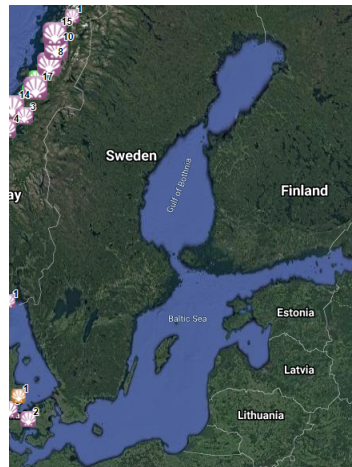 1
15
10
8
17
14
3
4
Sweden
Gulf of Bothnia
Finland
ay
1
Estonia
Baltic Sea
Latvia
1
Lithuania
2